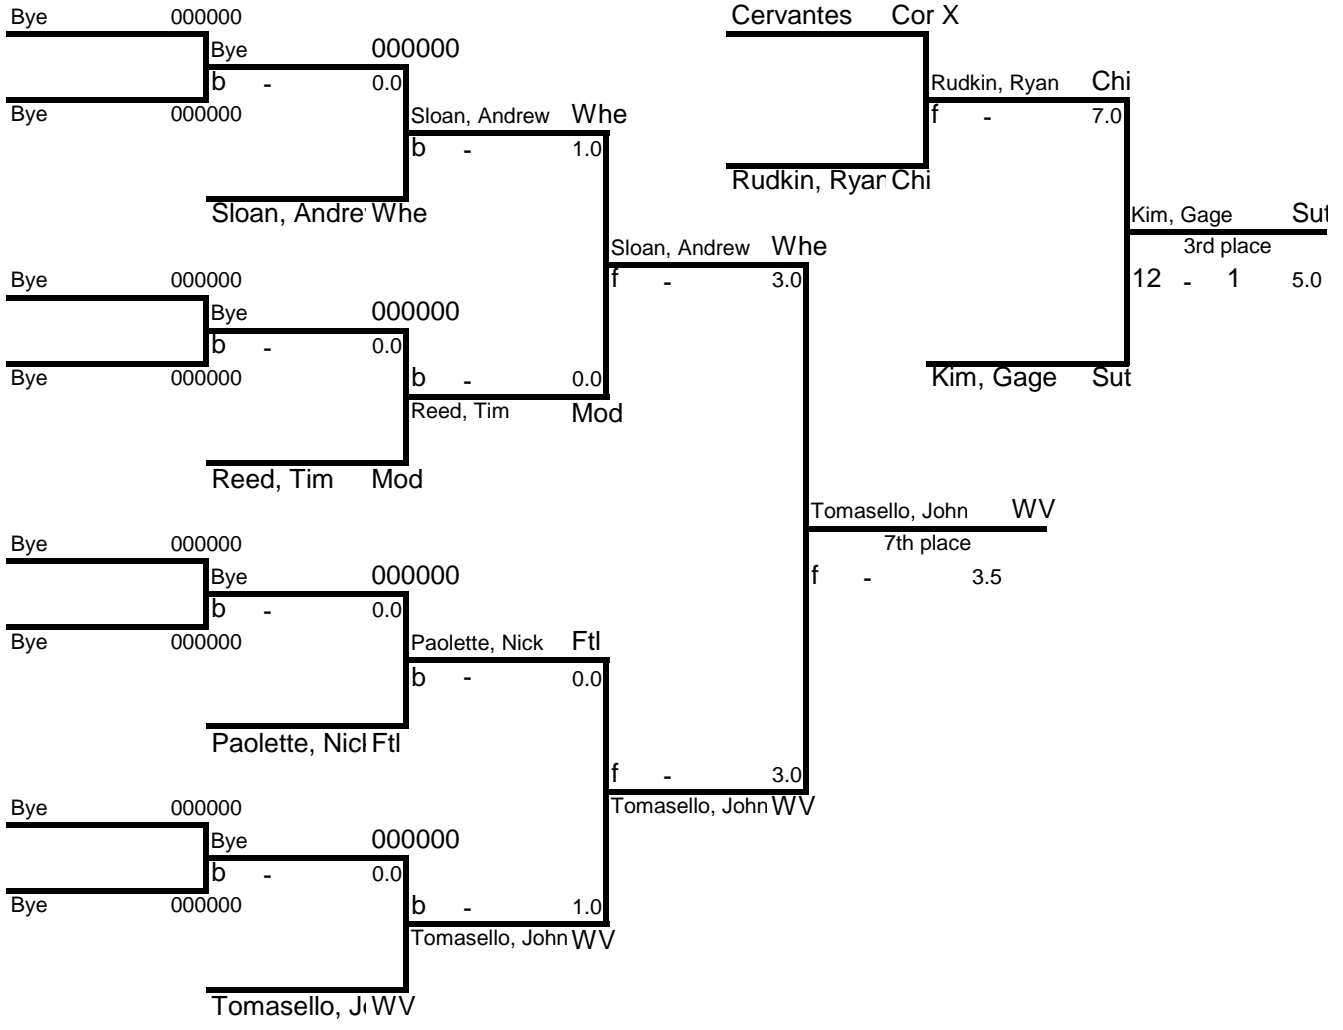 Bye 000000
Cervantes Cor X
Bye 000000
b - 0.0
Rudkin, Ryan Chi
Bye 000000
f - 7.0
Sloan, Andrew Whe
b - 1.0
Rudkin, Ryan Chi
Sloan, Andre Whe
Kim, Gage Sut
3rd place
Sloan, Andrew Whe
f - 3.0
12 - 1 5.0
Bye 000000
Bye 000000
b - 0.0
Bye 000000
b - 0.0
Kim, Gage Sut
Reed, Tim Mod
Reed, Tim Mod
Tomasello, John WV
7th place
Bye 000000
Bye 000000
f - 3.5
b - 0.0
Bye 000000
Paolette, Nick Ftl
b - 0.0
Paolette, Nicl Ftl
f - 3.0
Bye 000000
Tomasello, John WV
Bye 000000
b - 0.0
Bye 000000
b - 1.0
Tomasello, John WV
Tomasello, J WV